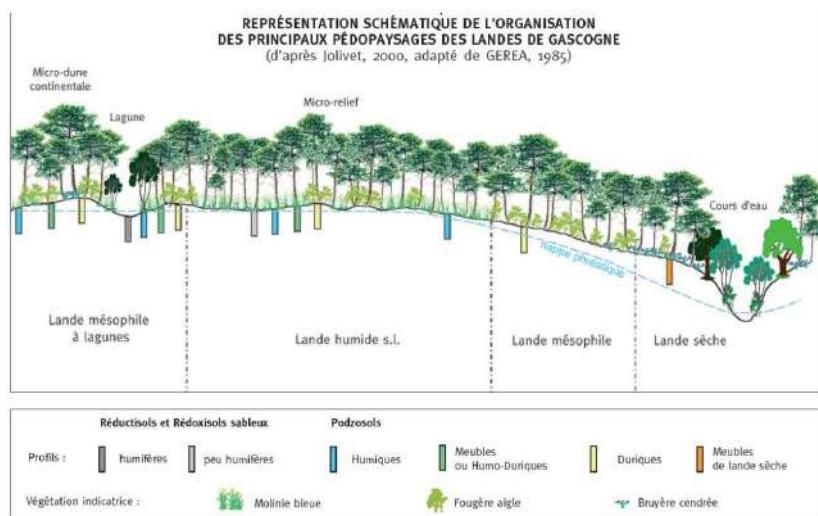 REPRÉSENTATION SCHÉMATIQUE DE L'ORGANISATION
DES PRINCIPAUX PÉDOPAYSAGES DES LANDES DE GASCOGNE
(d'après Jolivet, 2000, adapté de GEREA, 1985)
Micro-dune
continentale
Lagune
Micro-relief
Cours d'eau
nappe phréatique
Lande mésophile
à lagunes
Lande humide s.l.
Lande mésophile
Lande sèche
Réductisols et Rédoxisols sableux
Podzosols
Profils :
humifères
peu humifères
Humiques
Meubles
ou Humo-Duriques
Duriques
Meubles
de lande sèche
Végétation indicatrice :
Molinie bleue
Fougère aigle
Bruyère cendrée